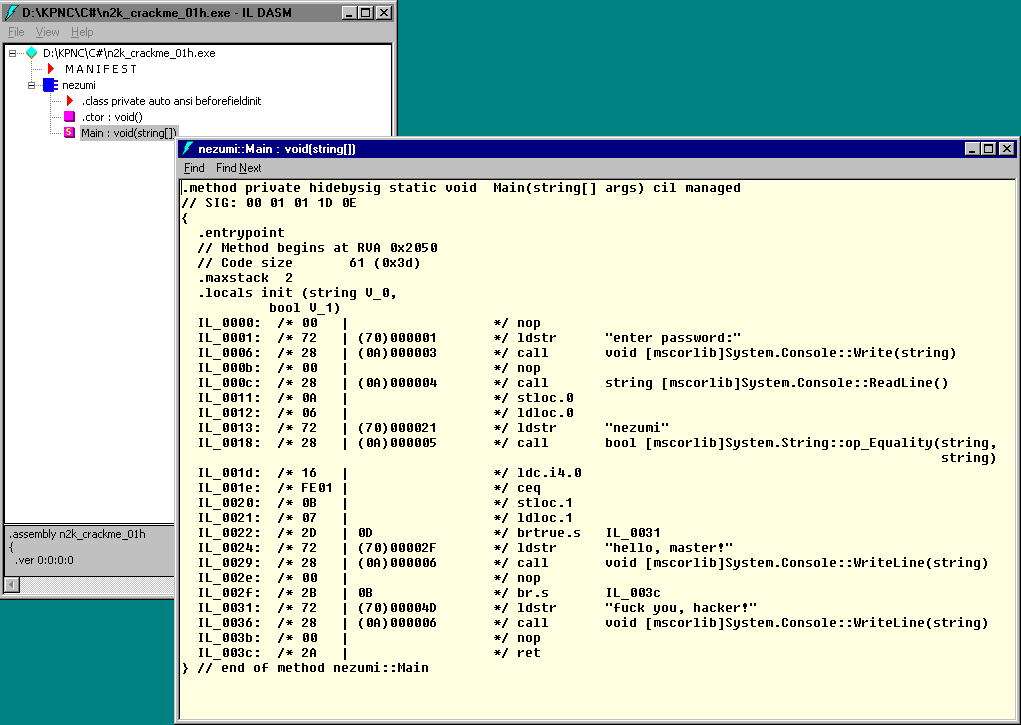 D:\KPNC\C#\n2k_crackme_01h.exe - IL DASM
File View Help
D:\KPNC\C#\n2k_crackme_01h.exe
M A N I F E S T
nezumi
.class private auto ansi beforefieldinit
.ctor : void()
S Main : void(string[])
.assembly n2k_crackme_01h
{
.ver 0:0:0:0
nezumi::Main : void(string[])
Find Find Next
.method private hidebysig static void  Main(string[] args) cil managed
// SIG: 00 01 01 1D 0E
{
  .entrypoint
  // Method begins at RVA 0x2050
  // Code size       61 (0x3d)
  .maxstack  2
  .locals init (string V_0,
           bool V_1)
  IL_0000:  /* 00   |                  */ nop
  IL_0001:  /* 72   | (70)000001       */ ldstr      "enter password:"
  IL_0006:  /* 28   | (0A)000003       */ call       void [mscorlib]System.Console::Write(string)
  IL_000b:  /* 00   |                  */ nop
  IL_000c:  /* 28   | (0A)000004       */ call       string [mscorlib]System.Console::ReadLine()
  IL_0011:  /* 0A   |                  */ stloc.0
  IL_0012:  /* 06   |                  */ ldloc.0
  IL_0013:  /* 72   | (70)000021       */ ldstr      "nezumi"
  IL_0018:  /* 28   | (0A)000005       */ call       bool [mscorlib]System.String::op_Equality(string,
                                                                                              string)
  IL_001d:  /* 16   |                  */ ldc.i4.0
  IL_001e:  /* FE01 |                  */ ceq
  IL_0020:  /* 0B   |                  */ stloc.1
  IL_0021:  /* 07   |                  */ ldloc.1
  IL_0022:  /* 2D   | 0D               */ brtrue.s   IL_0031
  IL_0024:  /* 72   | (70)00002F       */ ldstr      "hello, master!"
  IL_0029:  /* 28   | (0A)000006       */ call       void [mscorlib]System.Console::WriteLine(string)
  IL_002e:  /* 00   |                  */ nop
  IL_002f:  /* 2B   | 0B               */ br.s       IL_003c
  IL_0031:  /* 72   | (70)00004D       */ ldstr      "fuck you, hacker!"
  IL_0036:  /* 28   | (0A)000006       */ call       void [mscorlib]System.Console::WriteLine(string)
  IL_003b:  /* 00   |                  */ nop
  IL_003c:  /* 2A   |                  */ ret
} // end of method nezumi::Main